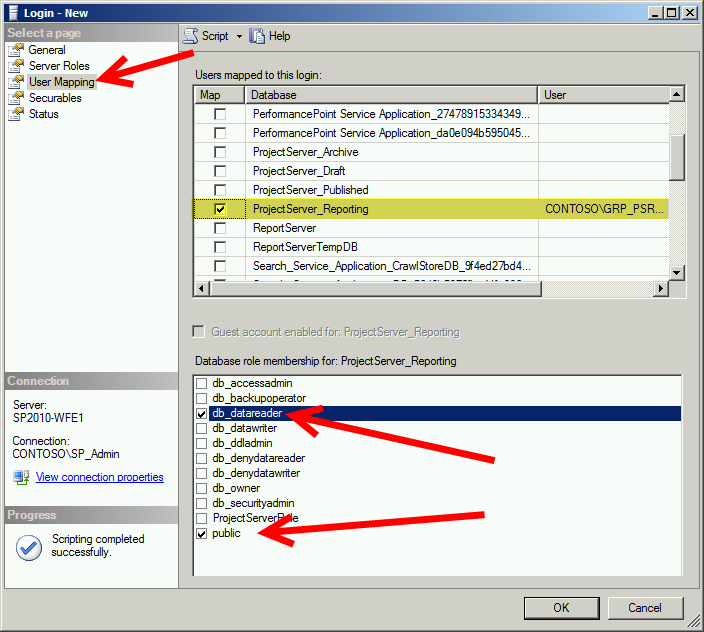 Login - New
Select a page
General
Server Roles
User Mapping
Securables
Status
Script
Help
Users mapped to this login:
Map Database User
PerformancePoint Service Application_27478915334349...
PerformancePoint Service Application_da0e094b595045...
ProjectServer_Archive
ProjectServer_Draft
ProjectServer_Published
ProjectServer_Reporting CONTOSO\GRP_PSR...
ReportServer
ReportServerTempDB
Search_Service_Application_CrawlStoreDB_9f4ed27bd4...
Guest account enabled for: ProjectServer_Reporting
Database role membership for: ProjectServer_Reporting
db_accessadmin
db_backupoperator
db_datareader
db_datawriter
db_ddladmin
db_denydatareader
db_denydatawriter
db_owner
db_securityadmin
ProjectServerRole
public
Connection
Server:
SP2010-WFE1
Connection:
CONTOSO\SP_Admin
View connection properties
Progress
Scripting completed
successfully.
OK
Cancel